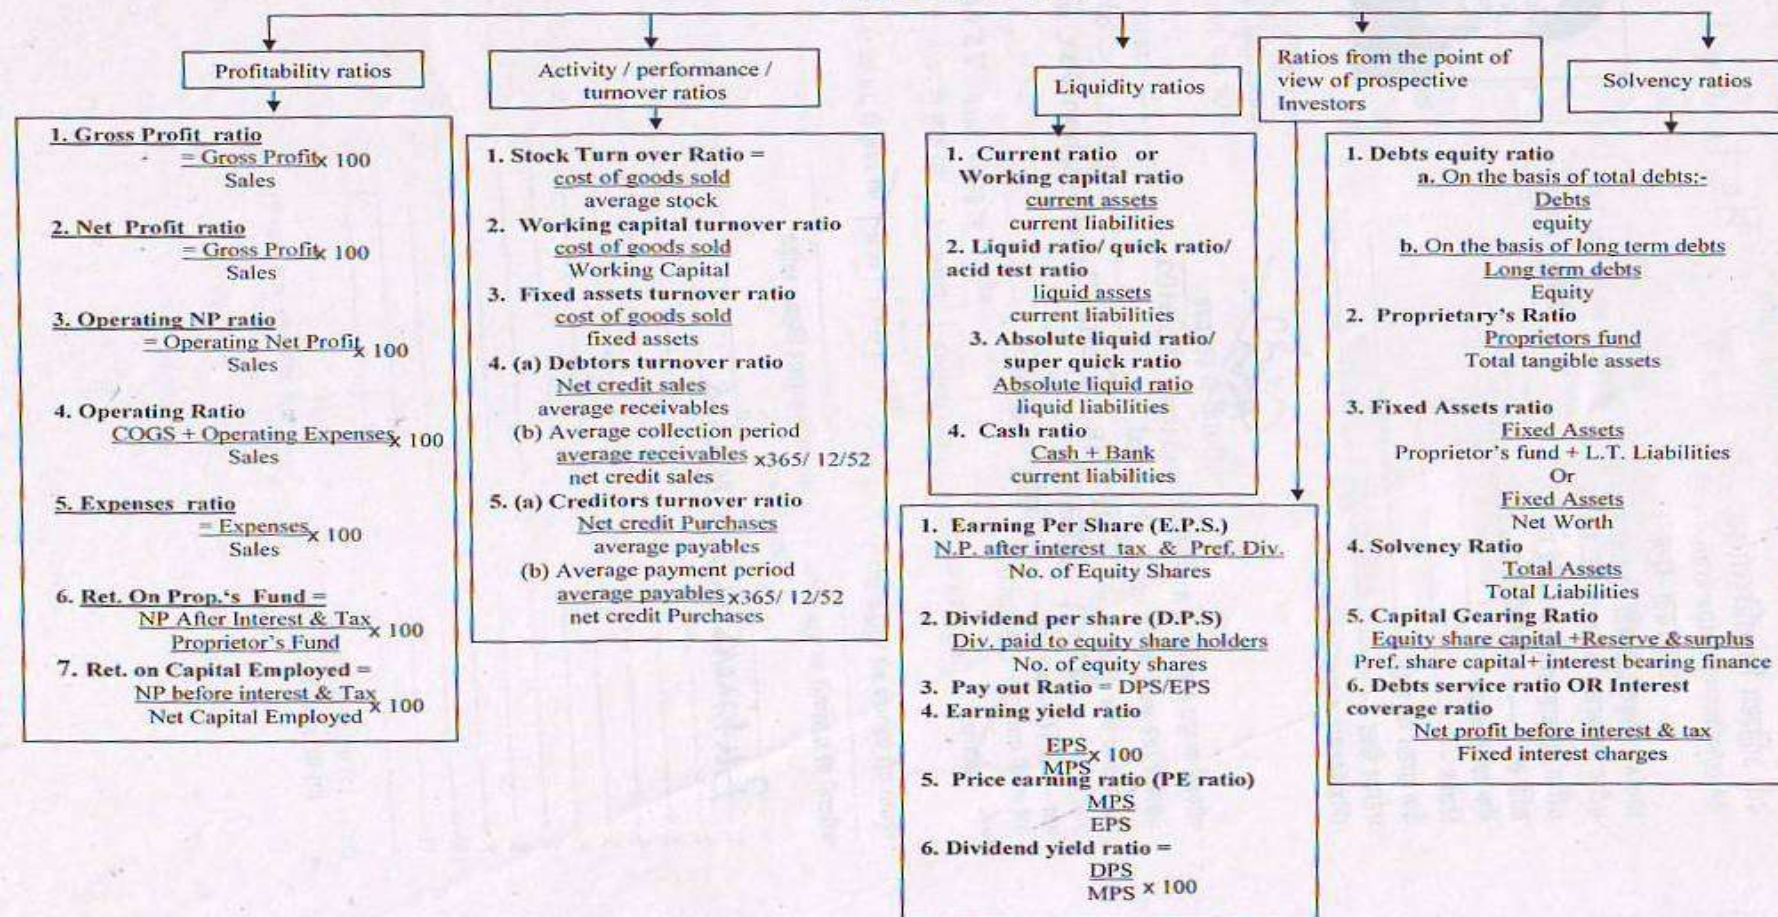 Profitability ratios
Activity / performance /
turnover ratios
Liquidity ratios
Ratios from the point of
view of prospective
Investors
Solvency ratios
1. Gross Profit ratio
= Gross Profit x 100
Sales
2. Net Profit ratio
= Gross Profit x 100
Sales
3. Operating NP ratio
= Operating Net Profit x 100
Sales
4. Operating Ratio
COGS + Operating Expenses x 100
Sales
5. Expenses ratio
= Expenses x 100
Sales
6. Ret. On Prop.‘s Fund =
NP After Interest & Tax x 100
Proprietor's Fund
7. Ret. on Capital Employed =
NP before interest & Tax x 100
Net Capital Employed
1. Stock Turn over Ratio =
cost of goods sold
average stock
2. Working capital turnover ratio
cost of goods sold
Working Capital
3. Fixed assets turnover ratio
cost of goods sold
fixed assets
4. (a) Debtors turnover ratio
Net credit sales
average receivables
(b) Average collection period
average receivables x365/ 12/52
net credit sales
5. (a) Creditors turnover ratio
Net credit Purchases
average payables
(b) Average payment period
average payables x365/ 12/52
net credit Purchases
1. Current ratio or
Working capital ratio
current assets
current liabilities
2. Liquid ratio/ quick ratio/
acid test ratio
liquid assets
current liabilities
3. Absolute liquid ratio/
super quick ratio
Absolute liquid ratio
liquid liabilities
4. Cash ratio
Cash + Bank
current liabilities
1. Earning Per Share (E.P.S.)
N.P. after interest tax & Pref. Div.
No. of Equity Shares
2. Dividend per share (D.P.S)
Div. paid to equity share holders
No. of equity shares
3. Pay out Ratio = DPS/EPS
4. Earning yield ratio
EPS x 100
MPS
5. Price earning ratio (PE ratio)
MPS
EPS
6. Dividend yield ratio =
DPS
MPS x 100
1. Debts equity ratio
a. On the basis of total debts:-
Debts
equity
b. On the basis of long term debts
Long term debts
Equity
2. Proprietary's Ratio
Proprietors fund
Total tangible assets
3. Fixed Assets ratio
Fixed Assets
Proprietor's fund + L.T. Liabilities
Or
Fixed Assets
Net Worth
4. Solvency Ratio
Total Assets
Total Liabilities
5. Capital Gearing Ratio
Equity share capital +Reserve &surplus
Pref. share capital+ interest bearing finance
6. Debts service ratio OR Interest
coverage ratio
Net profit before interest & tax
Fixed interest charges